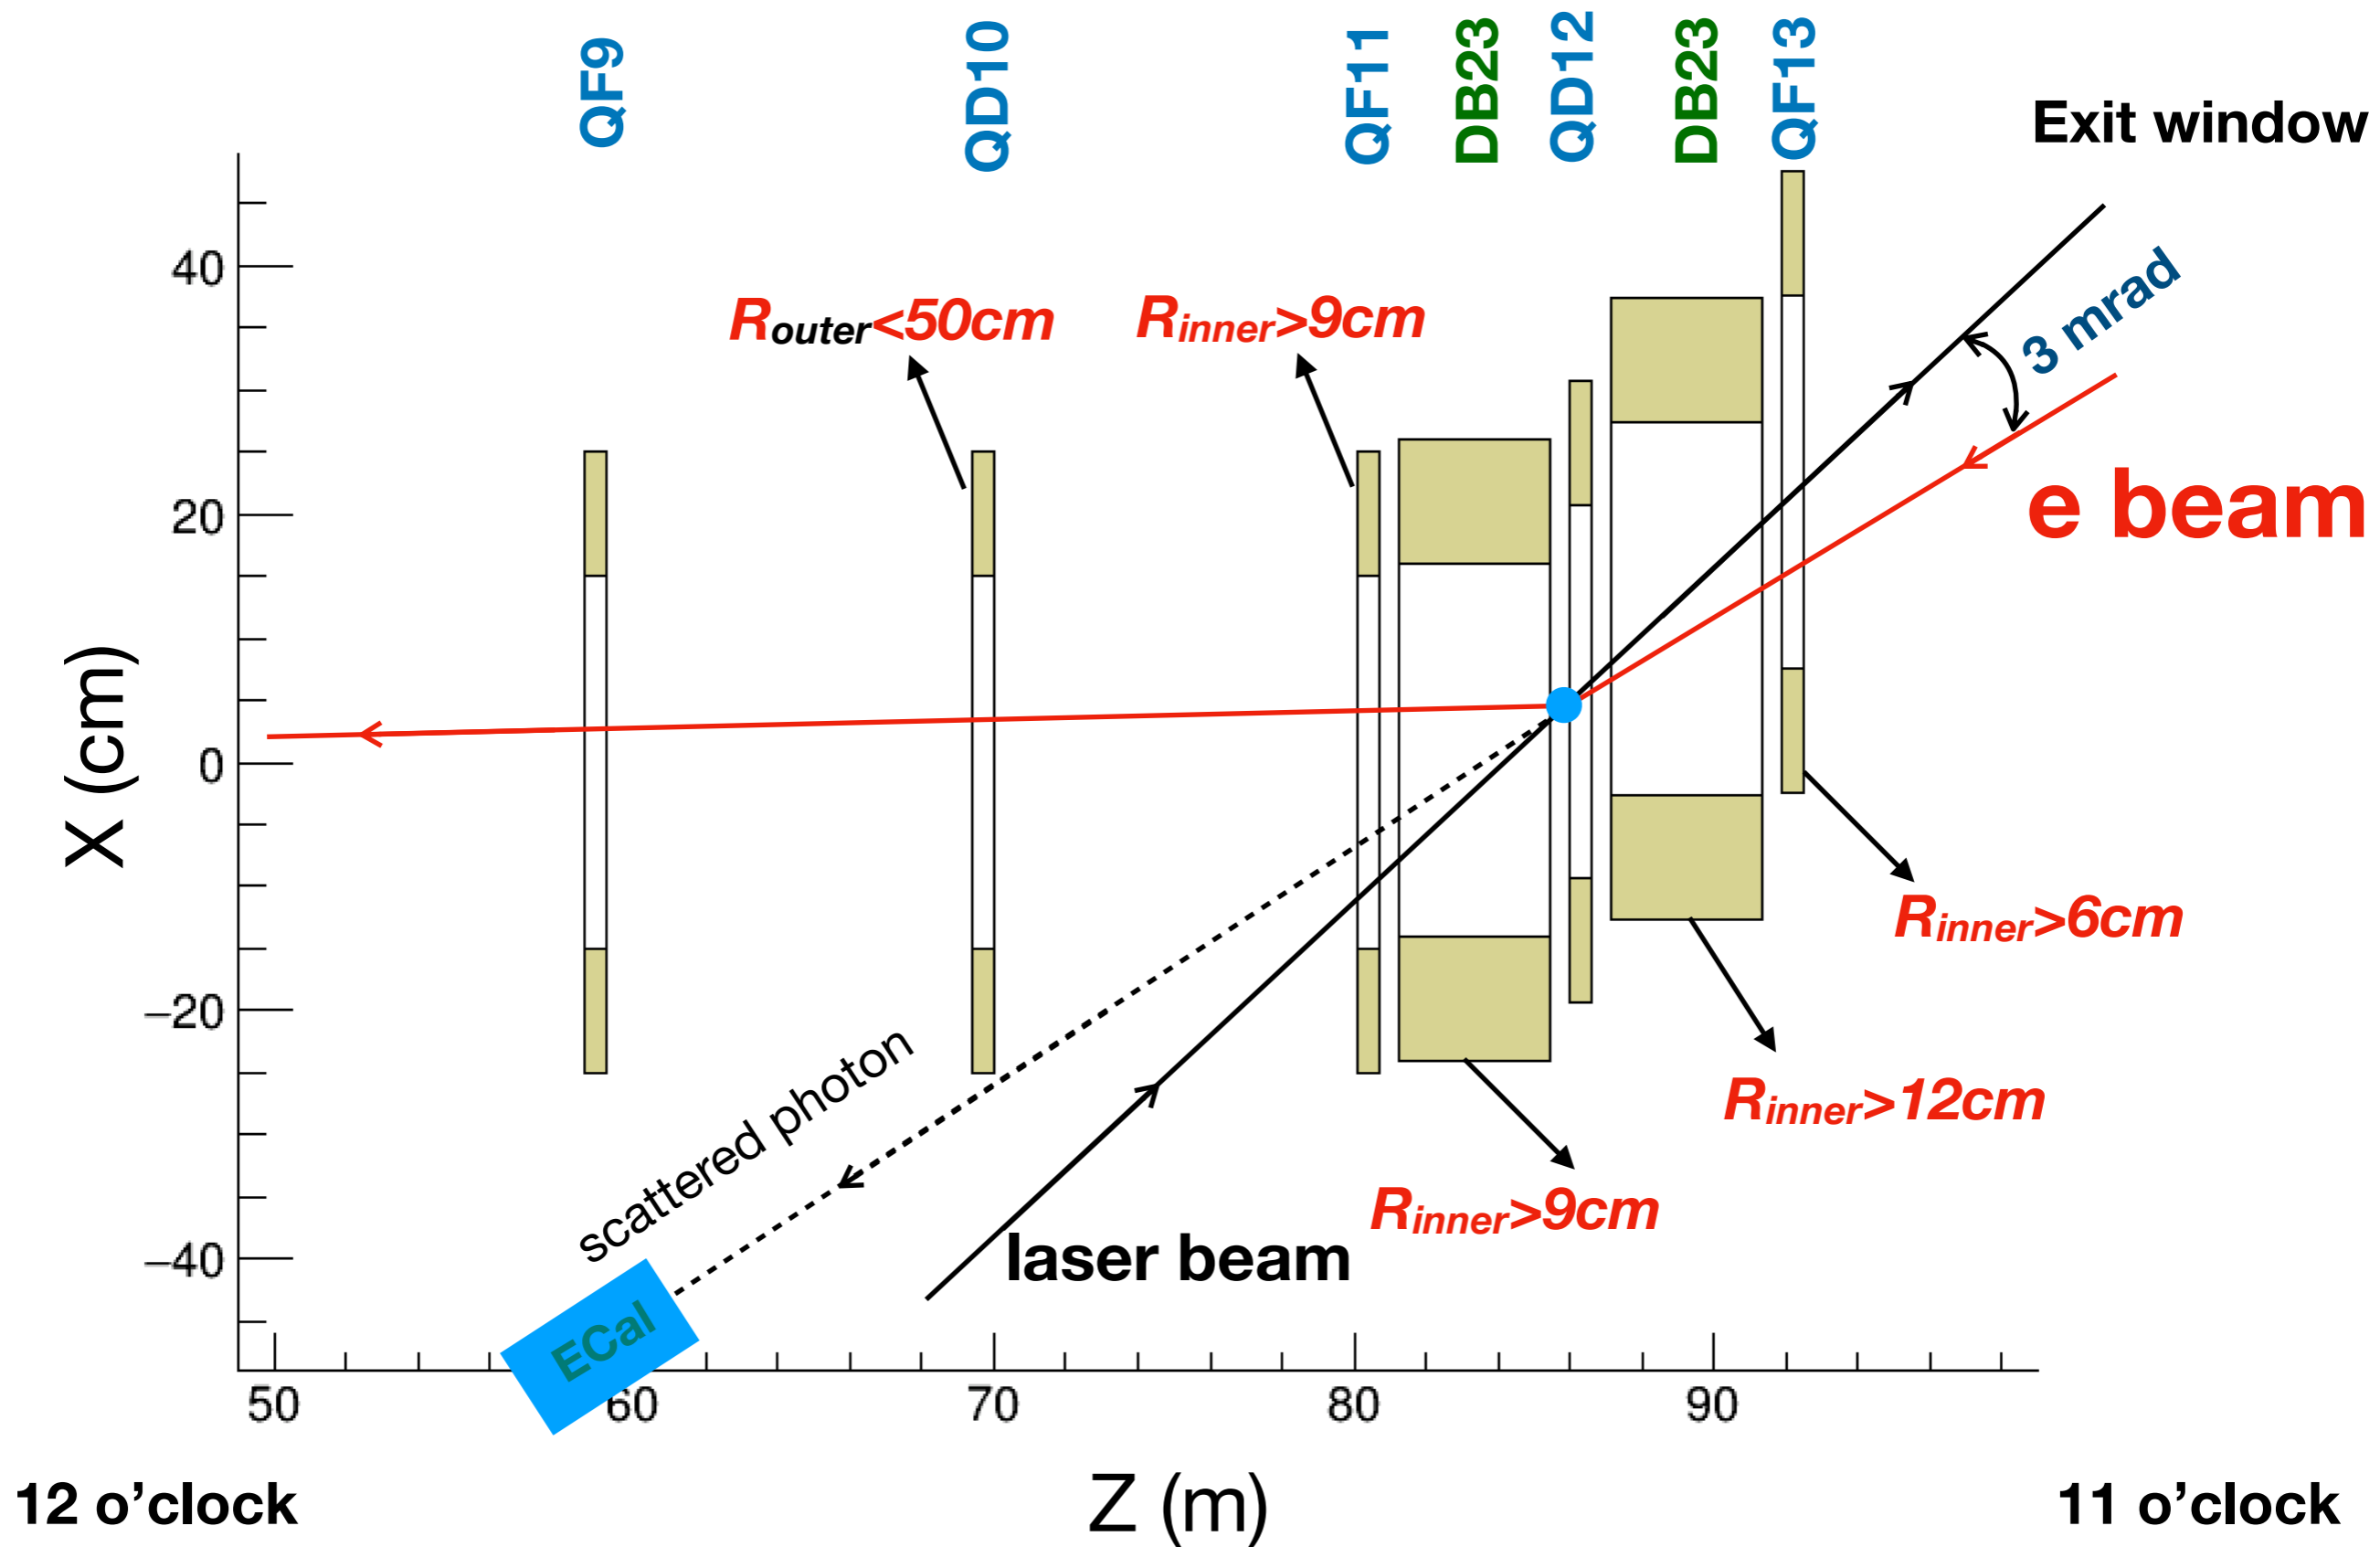 QF9
QD10
QF11
DB23
QD12
DB23
QF13
Exit window
40
20
0
−20
−40
X (cm)
Router<50cm
Rinner>9cm
3 mrad
e beam
Rinner>6cm
Rinner>12cm
Rinner>9cm
scattered photon
laser beam
ECal
50
60
70
80
90
12 o’clock
Z (m)
11 o’clock